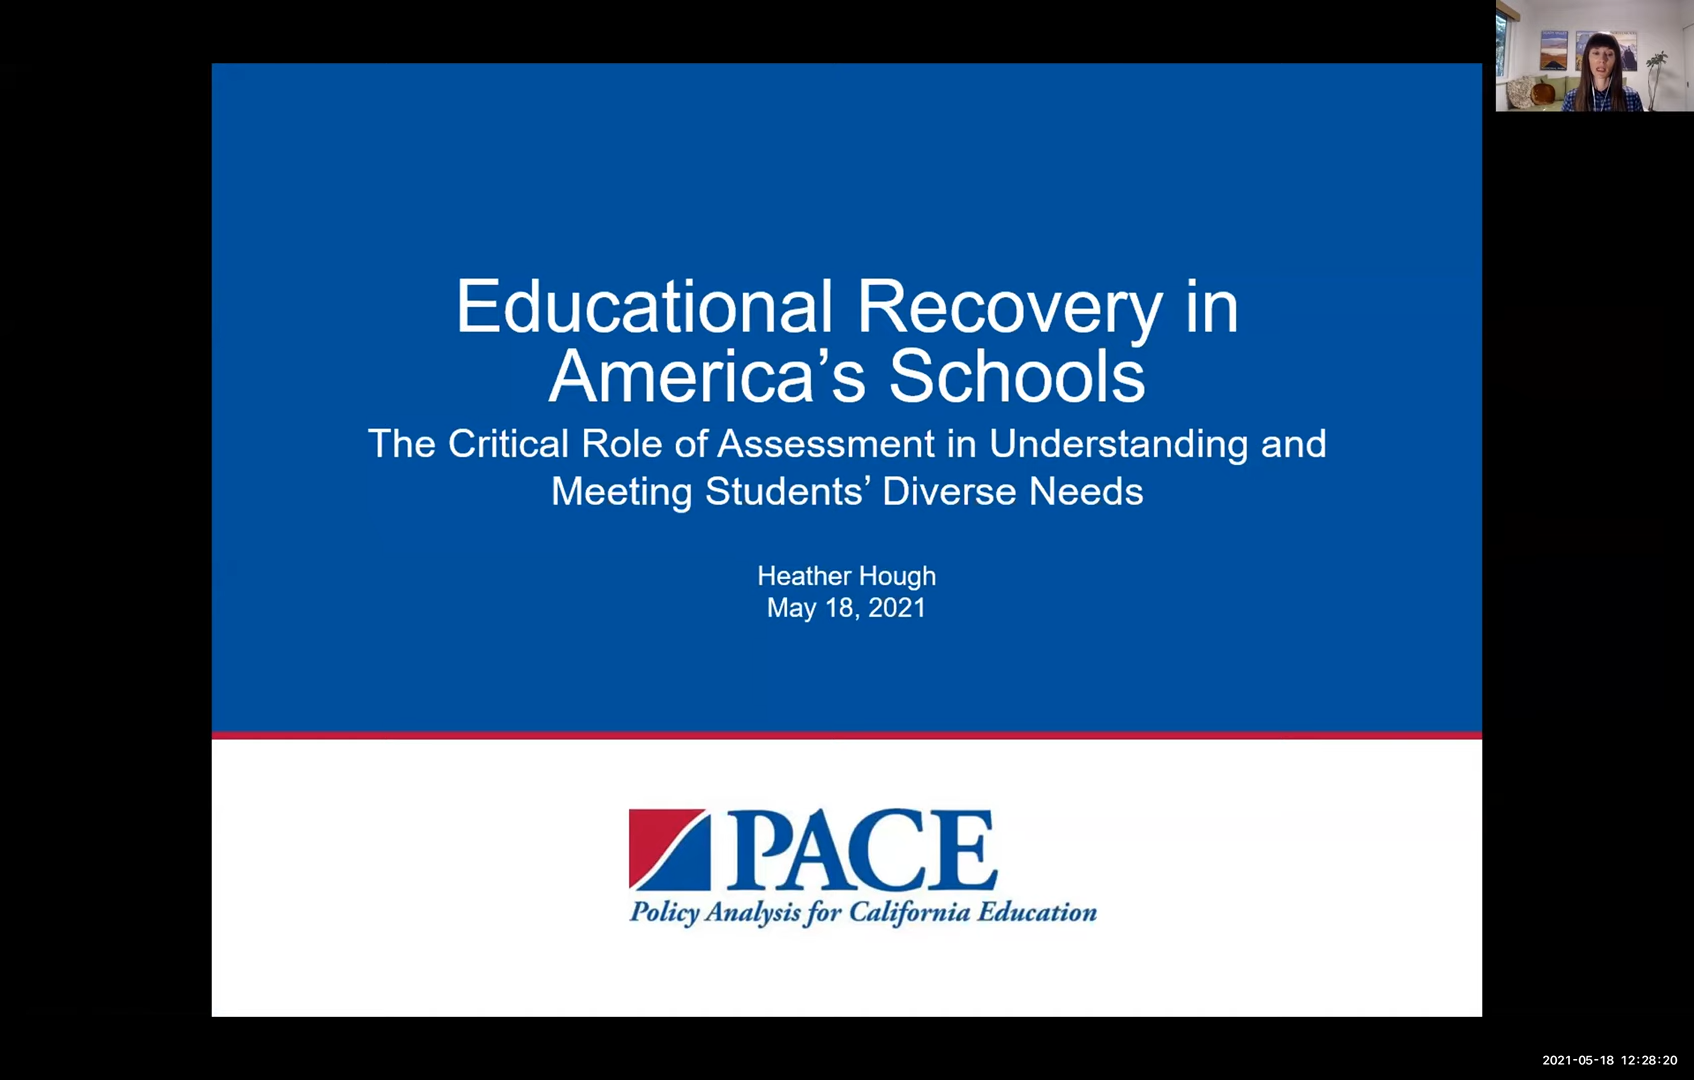 Educational Recovery in
America's Schools
The Critical Role of Assessment in Understanding and
Meeting Students' Diverse Needs
Heather Hough
May 18, 2021
PACE
Policy Analysis for California Education
2021-05-18 12:28:20